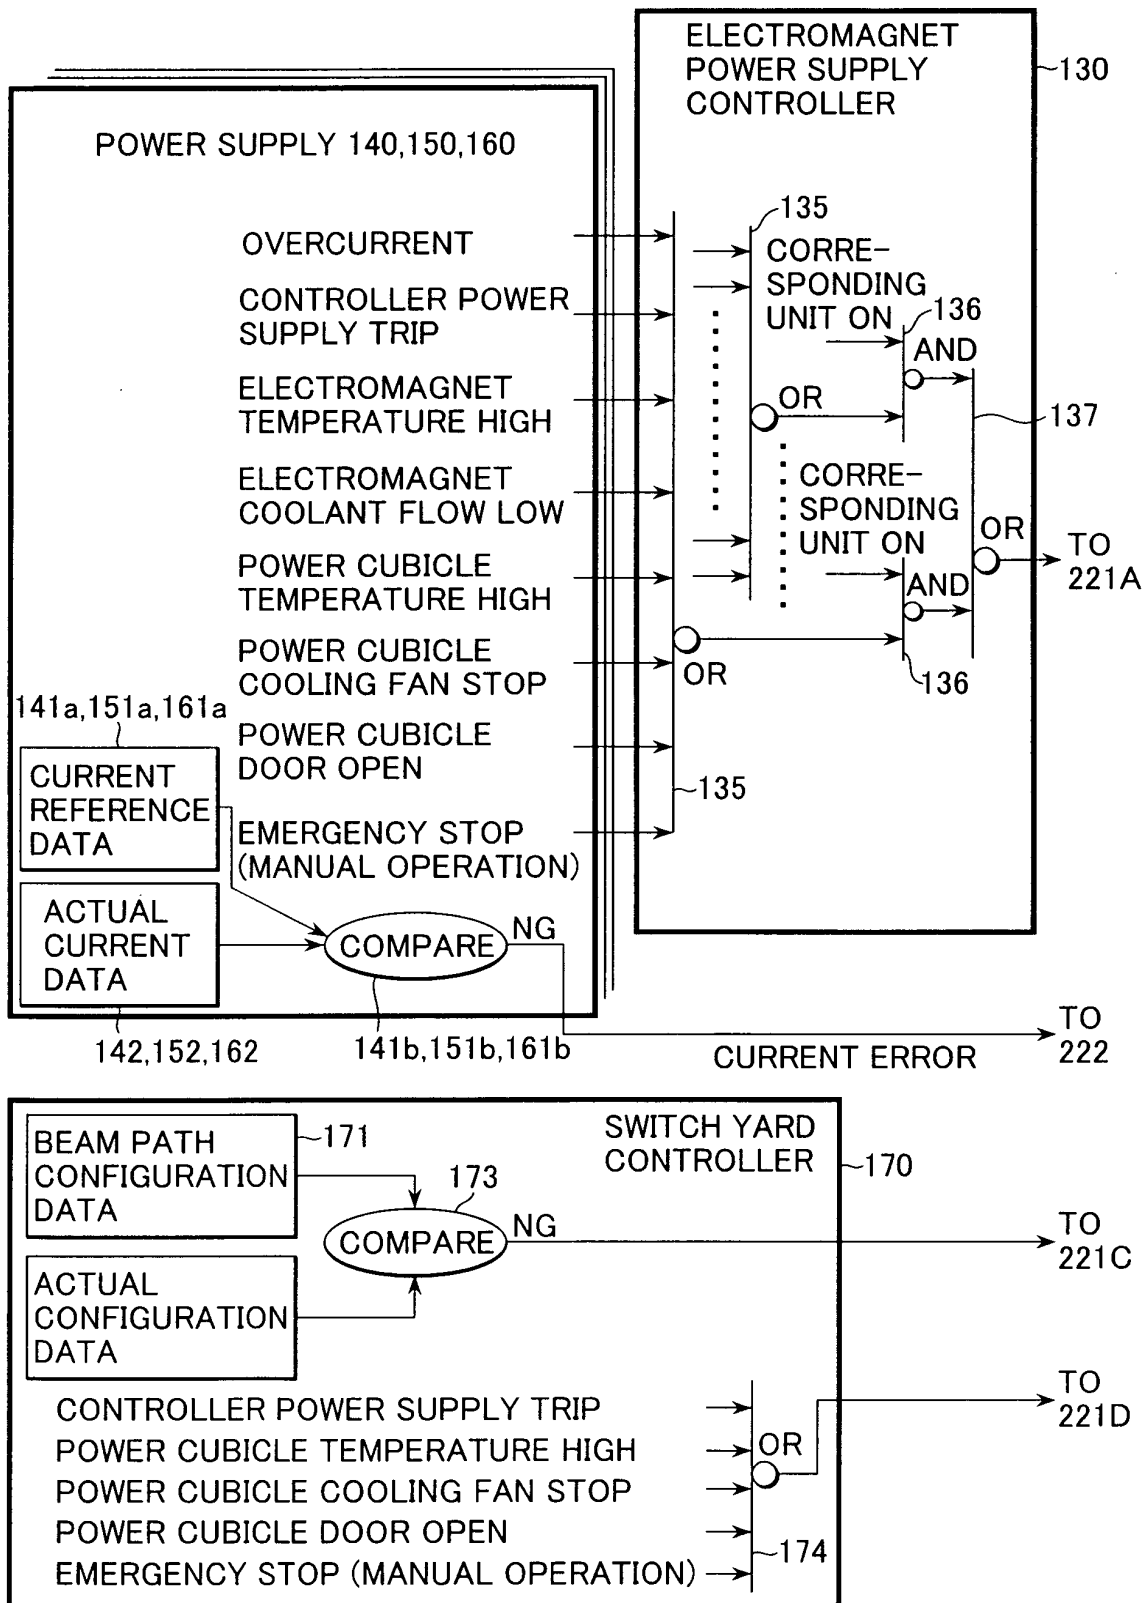 ELECTROMAGNET
POWER SUPPLY
CONTROLLER
130
POWER SUPPLY 140,150,160
OVERCURRENT
CONTROLLER POWER
SUPPLY TRIP
ELECTROMAGNET
TEMPERATURE HIGH
ELECTROMAGNET
COOLANT FLOW LOW
POWER CUBICLE
TEMPERATURE HIGH
POWER CUBICLE
COOLING FAN STOP
POWER CUBICLE
DOOR OPEN
EMERGENCY STOP
(MANUAL OPERATION)
135
CORRE-
SPONDING
UNIT ON
136
AND
OR
137
CORRE-
SPONDING
UNIT ON
AND
OR
TO
221A
OR
136
135
141a,151a,161a
CURRENT
REFERENCE
DATA
ACTUAL
CURRENT
DATA
COMPARE
NG
142,152,162
141b,151b,161b
CURRENT ERROR
TO
222
BEAM PATH
CONFIGURATION
DATA
171
173
SWITCH YARD
CONTROLLER
170
COMPARE
NG
TO
221C
ACTUAL
CONFIGURATION
DATA
CONTROLLER POWER SUPPLY TRIP
POWER CUBICLE TEMPERATURE HIGH
POWER CUBICLE COOLING FAN STOP
POWER CUBICLE DOOR OPEN
EMERGENCY STOP (MANUAL OPERATION)
OR
174
TO
221D